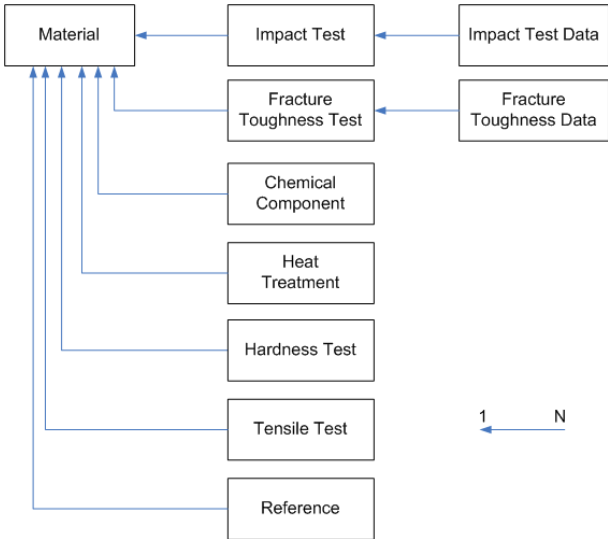 Material
Impact Test
Impact Test Data
Fracture
Toughness Test
Fracture
Toughness Data
Chemical
Component
Heat
Treatment
Hardness Test
Tensile Test
1 N
Reference